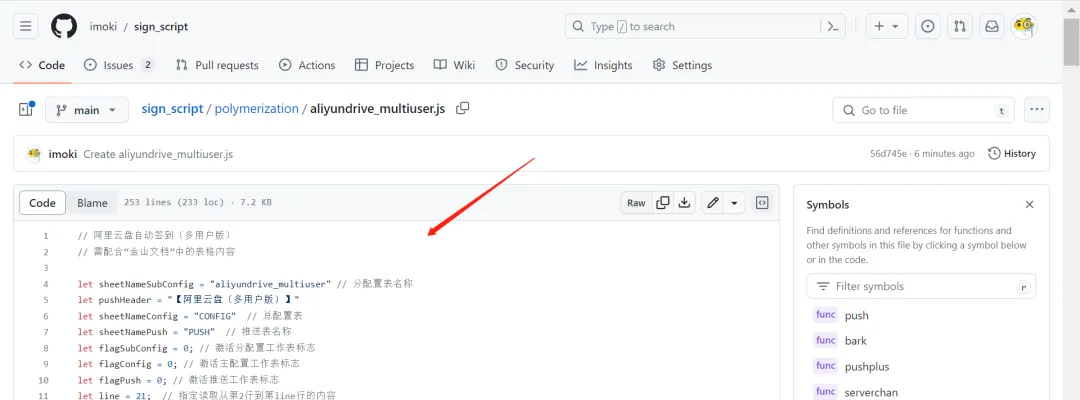 imoki / sign_script
Type / to search
Code
Issues 2
Pull requests
Actions
Projects
Wiki
Security
Insights
Settings
main
sign_script / polymerization / aliyundrive_multiuser.js
Go to file t
imoki Create aliyundrive_multiuser.js
56d745e · 6 minutes ago
History
Code
Blame
253 lines (233 loc) · 7.2 KB
Raw
1 // 阿里云盘自动签到（多用户版）
2 // 需配合“金山文档”中的表格内容
3
4 let sheetNameSubConfig = "aliyundrive_multiuser" // 分配置表名称
5 let pushHeader = "【阿里云盘（多用户版）】"
6 let sheetNameConfig = "CONFIG" // 总配置表
7 let sheetNamePush = "PUSH" // 推送表名称
8 let flagSubConfig = 0; // 激活分配置工作表标志
9 let flagConfig = 0; // 激活主配置工作表标志
10 let flagPush = 0; // 激活推送工作表标志
11 let line = 21; // 指定读取从第2行到第line行的内容
Symbols
Find definitions and references for functions and
other symbols in this file by clicking a symbol below
or in the code.
Filter symbols r
func push
func bark
func pushplus
func serverchan